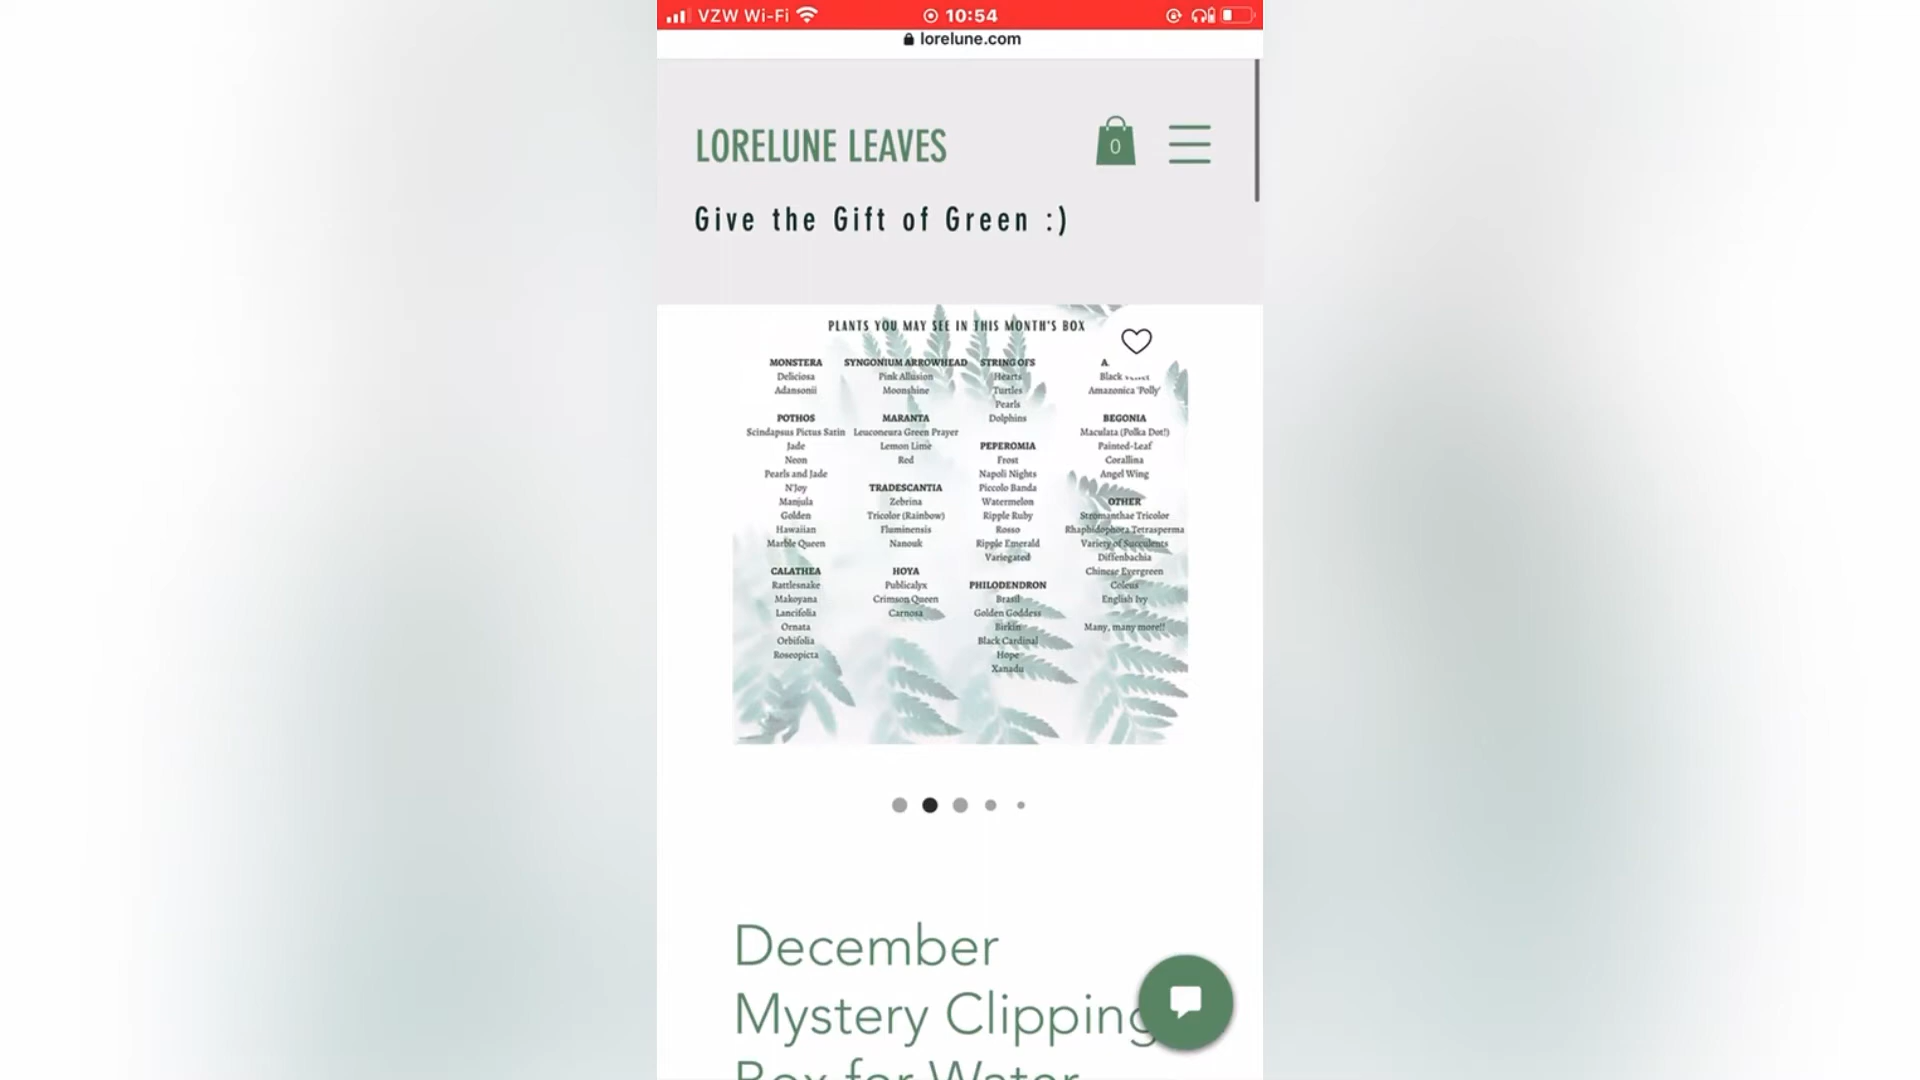 VZW Wi-Fi
10:54
lorelune.com
LORELUNE LEAVES
0
Give the Gift of Green :)
PLANTS YOU MAY SEE IN THIS MONTH'S BOX
MONSTERA
Deliciosa
Adansonii
POTHOS
Scindapsus Pictus Satin
Jade
Neon
Pearls and Jade
N'Joy
Manjula
Golden
Hawaiian
Marble Queen
CALATHEA
Rattlesnake
Makoyana
Lancifolia
Ornata
Orbifolia
Roseopicta
SYNGONIUM ARROWHEAD
Pink Allusion
Moonshine
MARANTA
Leuconeura Green Prayer
Lemon Lime
Red
TRADESCANTIA
Zebrina
Tricolor (Rainbow)
Fluminensis
Nanouk
HOYA
Publicalyx
Crimson Queen
Carnosa
STRING OFS
Hearts
Turtles
Pearls
Dolphins
PEPEROMIA
Frost
Napoli Nights
Piccolo Banda
Watermelon
Ripple Ruby
Rosso
Ripple Emerald
Variegated
PHILODENDRON
Brasil
Golden Goddess
Birkin
Black Cardinal
Hope
Xanadu
Black
Amazonica 'Polly'
BEGONIA
Maculata (Polka Dot!)
Painted-Leaf
Corallina
Angel Wing
OTHER
Stromanthae Tricolor
Rhaphidophora Tetrasperma
Variety of Succulents
Diffenbachia
Chinese Evergreen
Coleus
English Ivy
Many, many more!!
December
Mystery Clipping
Box for Water